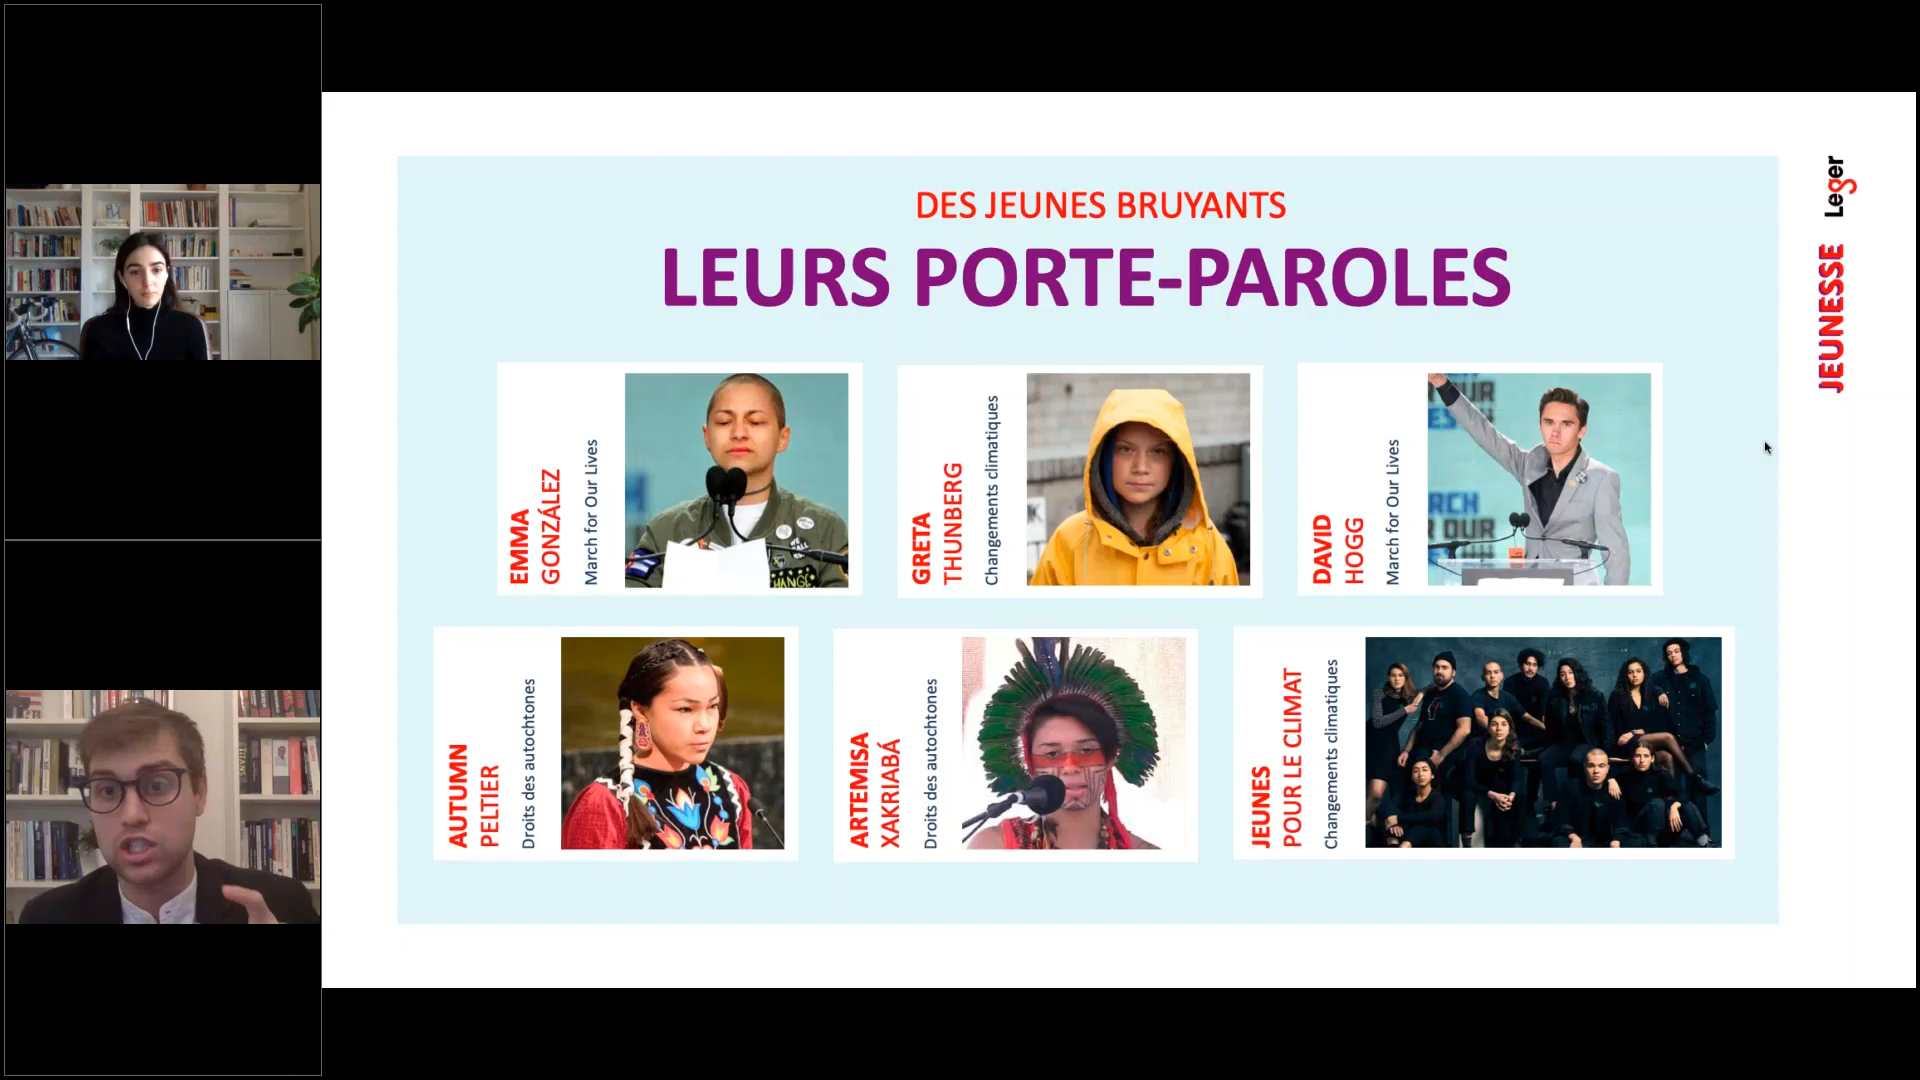 DES JEUNES BRUYANTS
LEURS PORTE-PAROLES
Leger
JEUNESSE
EMMA
GONZÁLEZ
March for Our Lives
GRETA
THUNBERG
Changements climatiques
DAVID
HOGG
March for Our Lives
AUTUMN
PELTIER
Droits des autochtones
ARTEMISA
XAKRIABÁ
Droits des autochtones
JEUNES
POUR LE CLIMAT
Changements climatiques